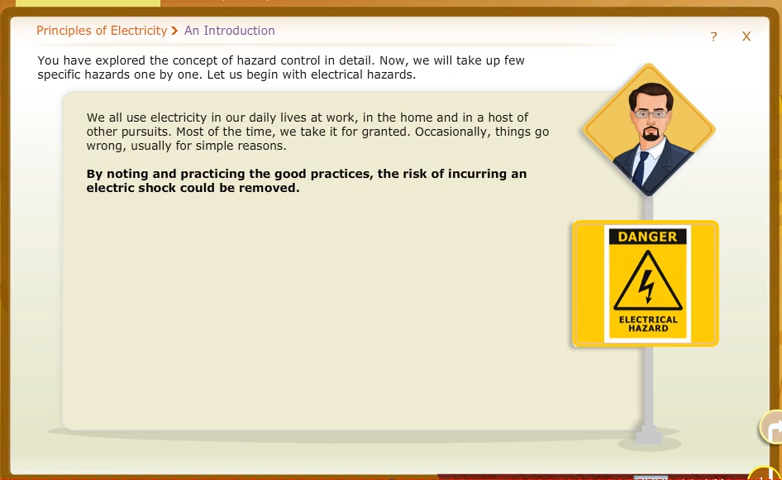 Principles of Electricity > An Introduction
? X
You have explored the concept of hazard control in detail. Now, we will take up few
specific hazards one by one. Let us begin with electrical hazards.
We all use electricity in our daily lives at work, in the home and in a host of
other pursuits. Most of the time, we take it for granted. Occasionally, things go
wrong, usually for simple reasons.
By noting and practicing the good practices, the risk of incurring an
electric shock could be removed.
DANGER
ELECTRICAL
HAZARD